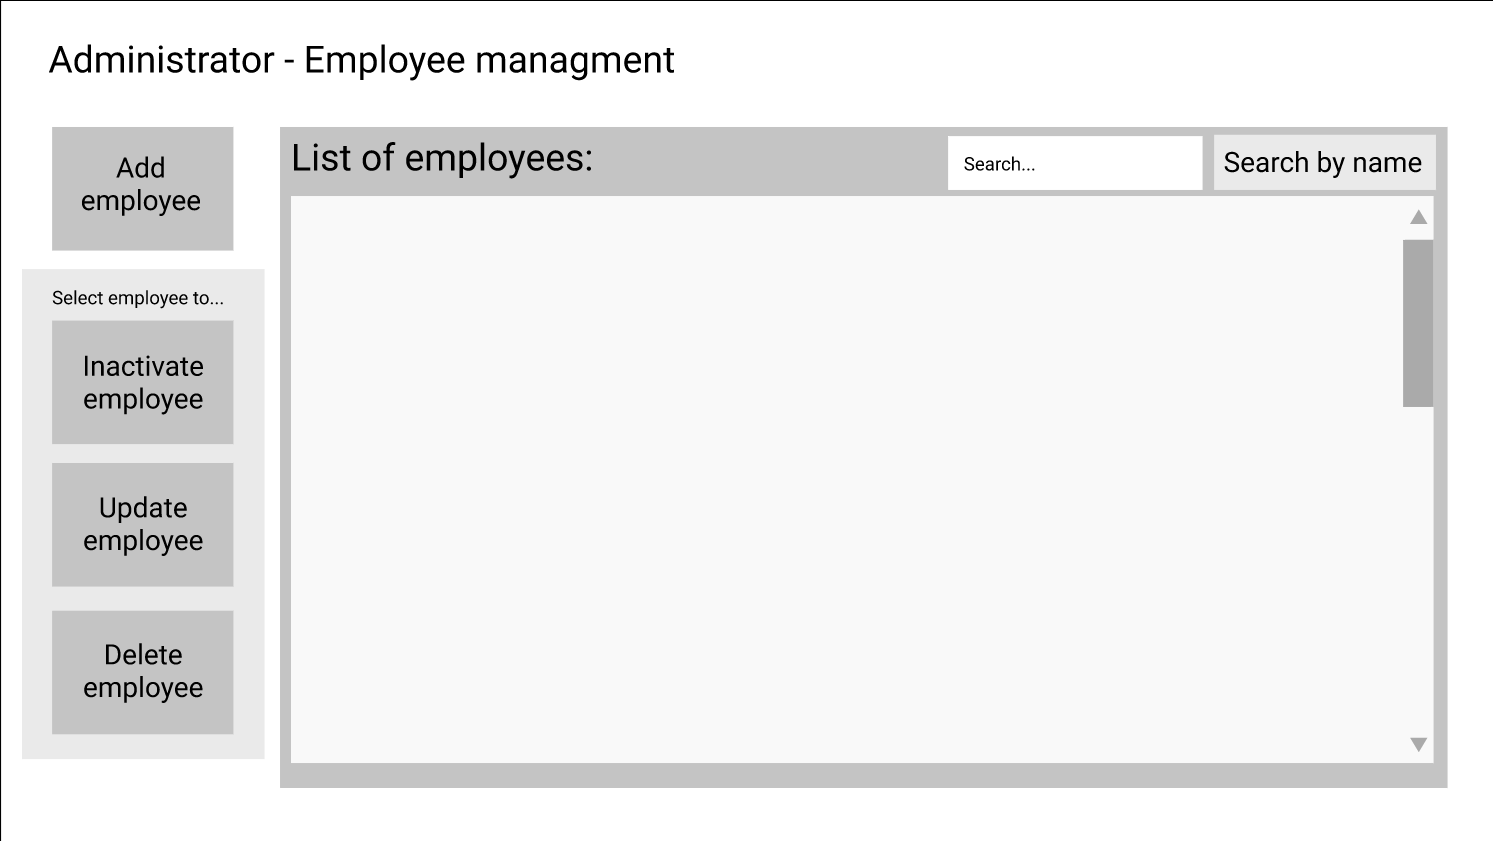 Administrator - Employee managment
Add
employee
List of employees:
Search...
Search by name
Select employee to...
Inactivate
employee
Update
employee
Delete
employee